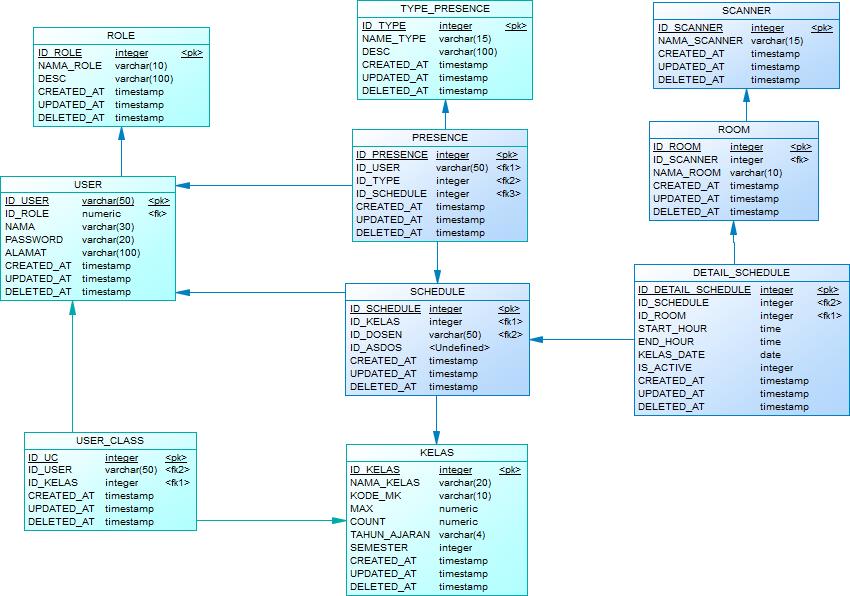 TYPE_PRESENCE
ID_TYPE integer <pk>
NAME_TYPE varchar(15)
DESC varchar(100)
CREATED_AT timestamp
UPDATED_AT timestamp
DELETED_AT timestamp
SCANNER
ID_SCANNER integer <pk>
NAMA_SCANNER varchar(15)
CREATED_AT timestamp
UPDATED_AT timestamp
DELETED_AT timestamp
ROLE
ID_ROLE integer <pk>
NAMA_ROLE varchar(10)
DESC varchar(100)
CREATED_AT timestamp
UPDATED_AT timestamp
DELETED_AT timestamp
PRESENCE
ID_PRESENCE integer <pk>
ID_USER varchar(50) <fk1>
ID_TYPE integer <fk2>
ID_SCHEDULE integer <fk3>
CREATED_AT timestamp
UPDATED_AT timestamp
DELETED_AT timestamp
ROOM
ID_ROOM integer <pk>
ID_SCANNER integer <fk>
NAMA_ROOM varchar(10)
CREATED_AT timestamp
UPDATED_AT timestamp
DELETED_AT timestamp
USER
ID_USER varchar(50) <pk>
ID_ROLE numeric <fk>
NAMA varchar(30)
PASSWORD varchar(20)
ALAMAT varchar(100)
CREATED_AT timestamp
UPDATED_AT timestamp
DELETED_AT timestamp
SCHEDULE
ID_SCHEDULE integer <pk>
ID_KELAS integer <fk1>
ID_DOSEN varchar(50) <fk2>
ID_ASDOS <Undefined>
CREATED_AT timestamp
UPDATED_AT timestamp
DELETED_AT timestamp
DETAIL_SCHEDULE
ID_DETAIL_SCHEDULE integer <pk>
ID_SCHEDULE integer <fk2>
ID_ROOM integer <fk1>
START_HOUR time
END_HOUR time
KELAS_DATE date
IS_ACTIVE integer
CREATED_AT timestamp
UPDATED_AT timestamp
DELETED_AT timestamp
USER_CLASS
ID_UC integer <pk>
ID_USER varchar(50) <fk2>
ID_KELAS integer <fk1>
CREATED_AT timestamp
UPDATED_AT timestamp
DELETED_AT timestamp
KELAS
ID_KELAS integer <pk>
NAMA_KELAS varchar(20)
KODE_MK varchar(10)
MAX numeric
COUNT numeric
TAHUN_AJARAN varchar(4)
SEMESTER integer
CREATED_AT timestamp
UPDATED_AT timestamp
DELETED_AT timestamp